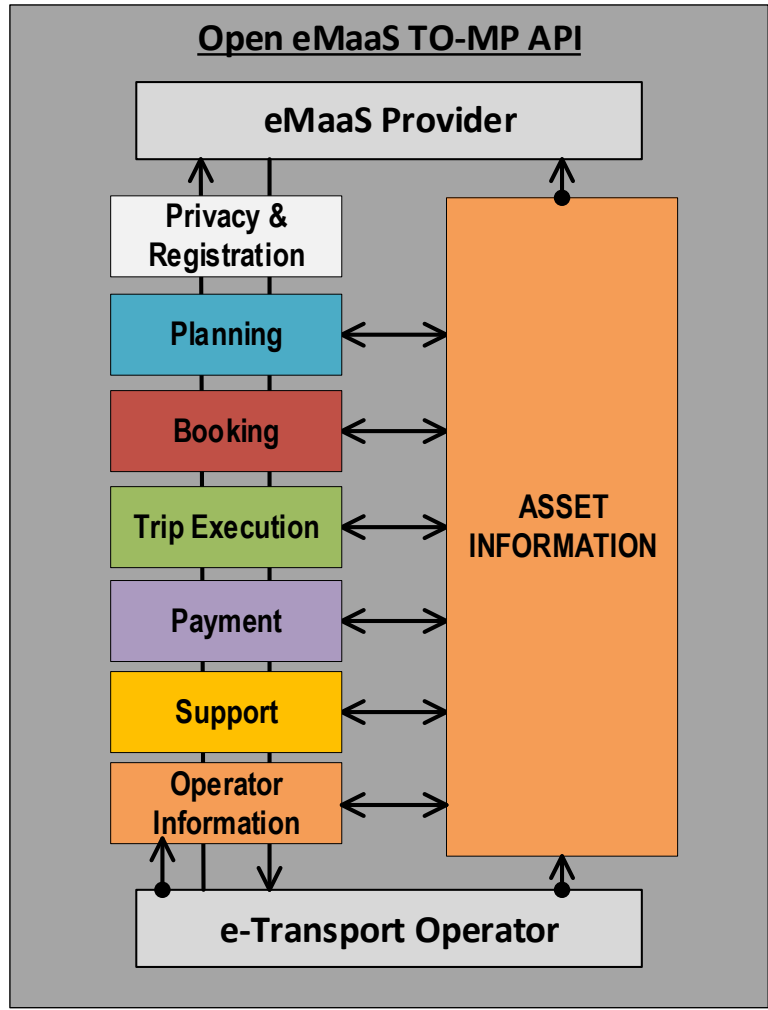 Open eMaaS TO-MP API
eMaaS Provider
Privacy &
Registration
Planning
Booking
Trip Execution
Payment
Support
Operator
Information
ASSET
INFORMATION
e-Transport Operator